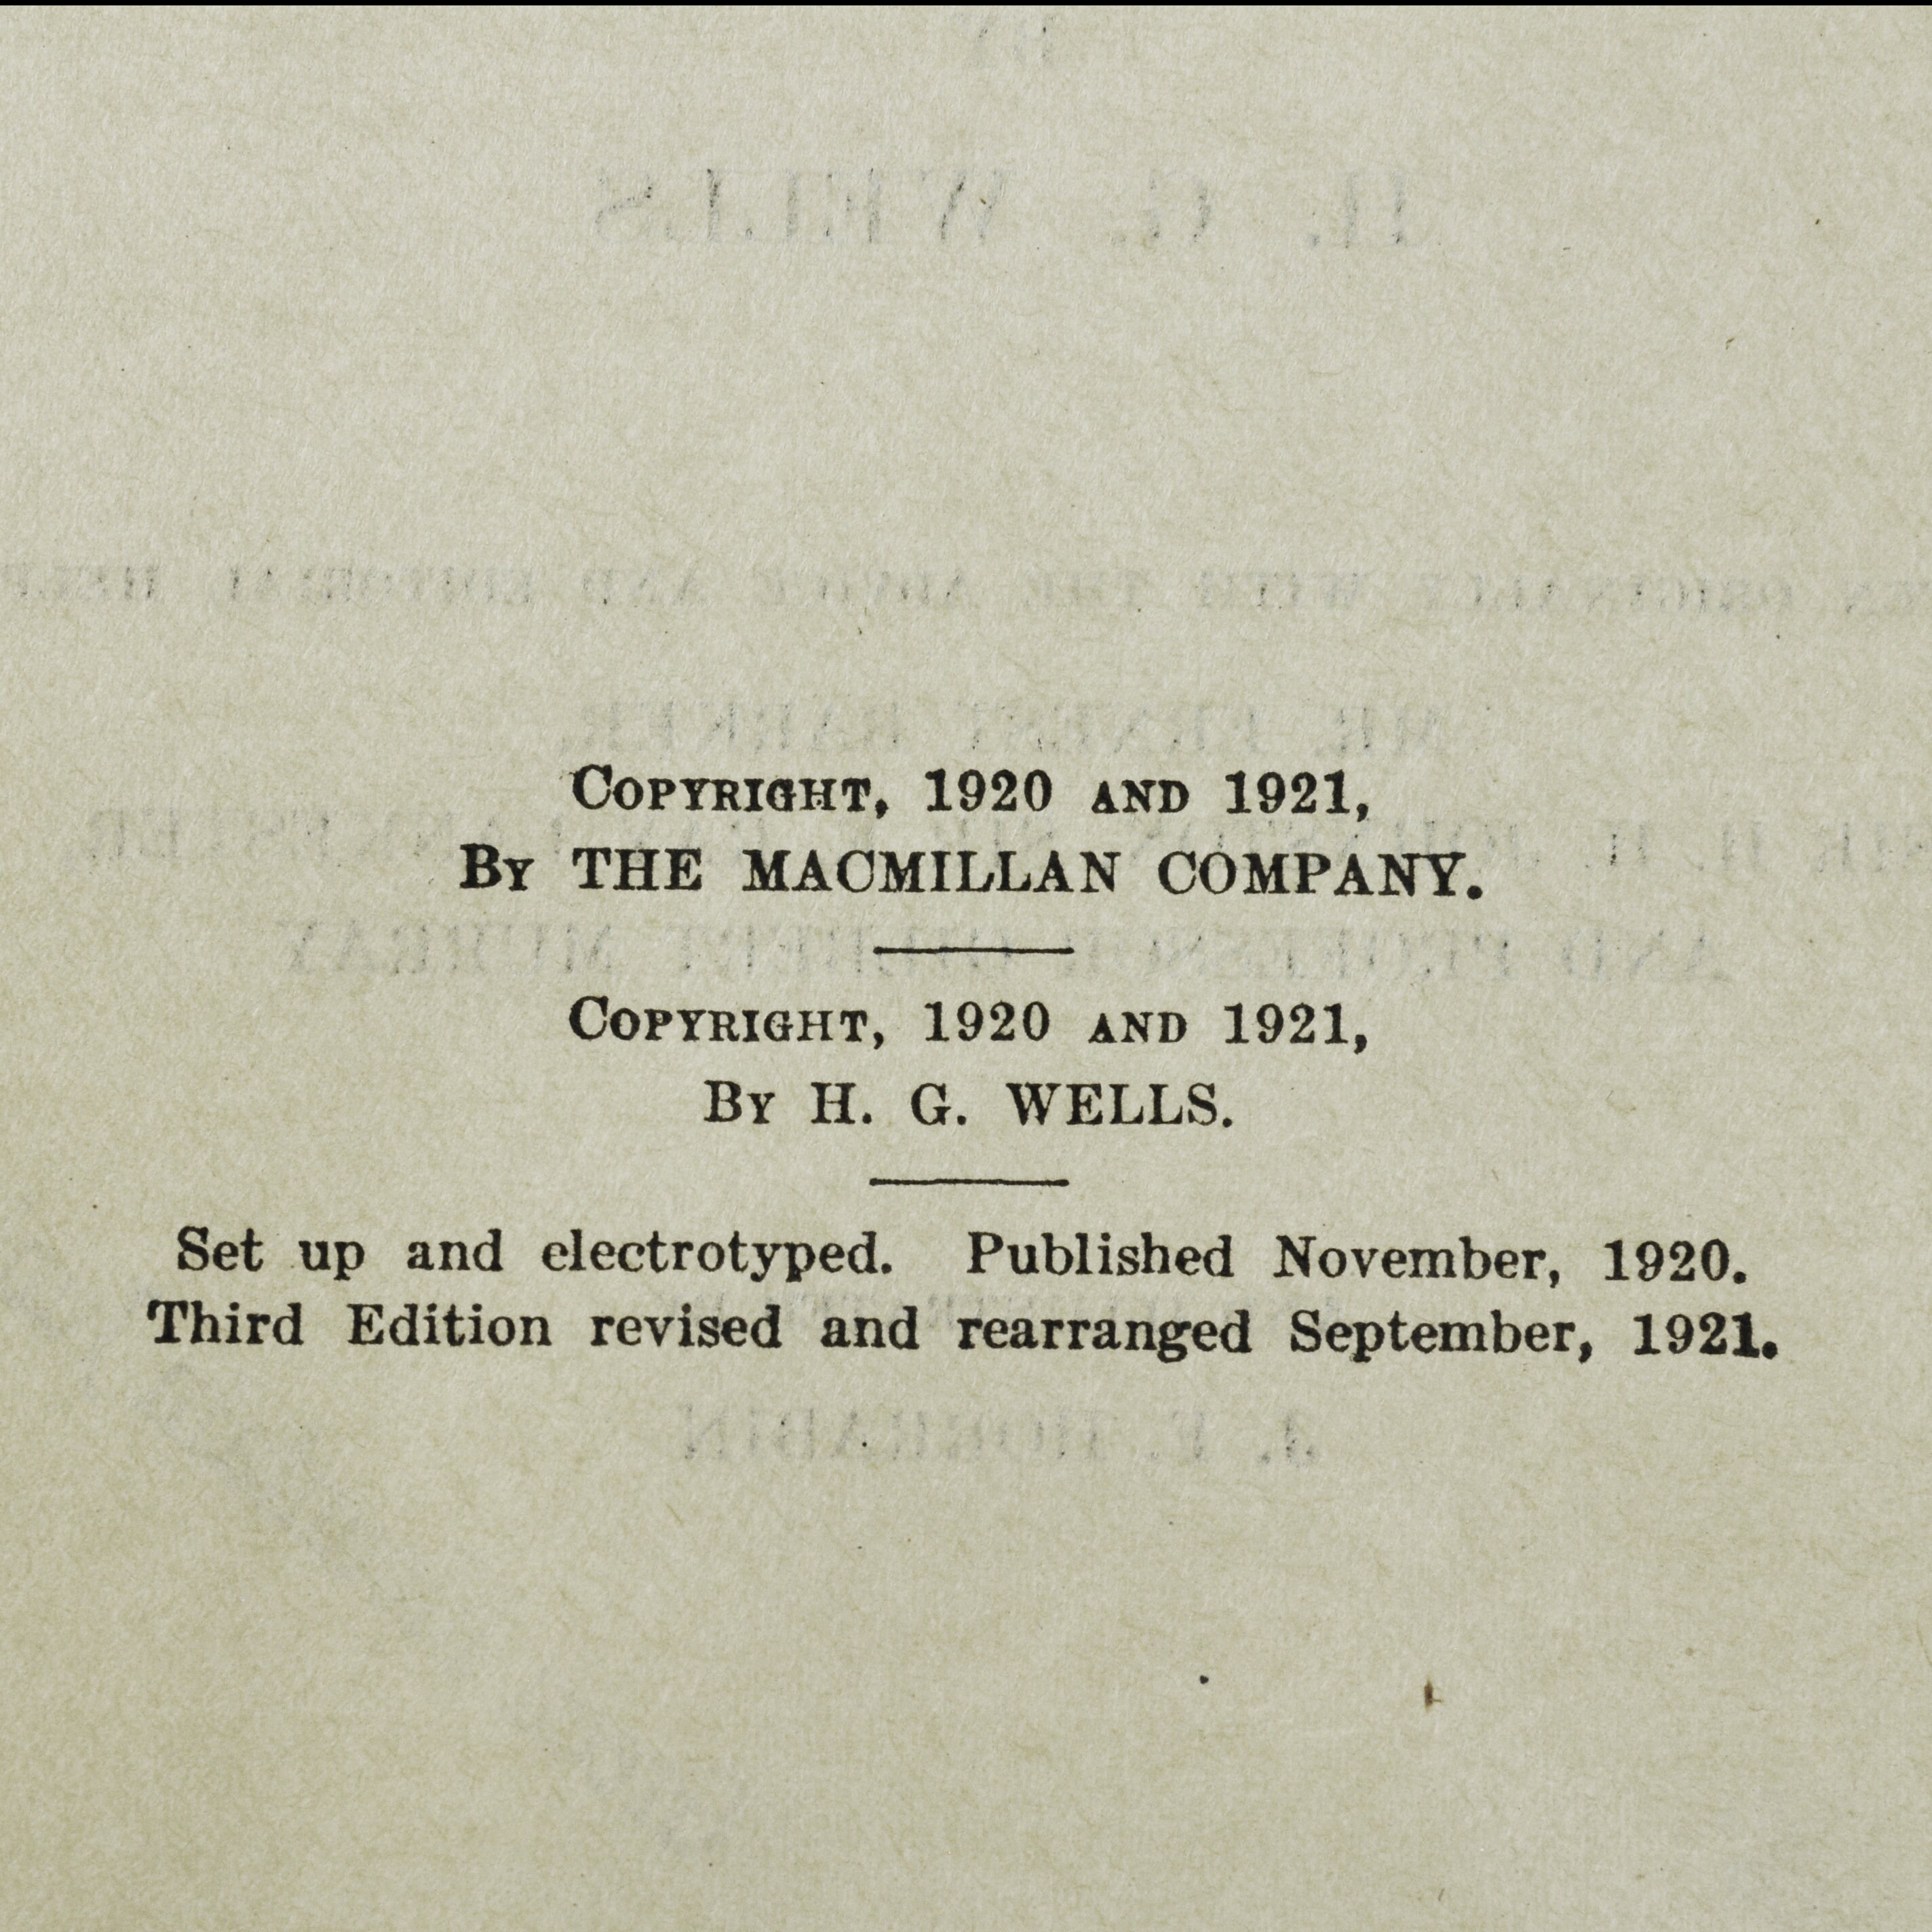 COPYRIGHT, 1920 AND 1921,
BY THE MACMILLAN COMPANY.
COPYRIGHT, 1920 AND 1921,
BY H. G. WELLS.
Set up and electrotyped. Published November, 1920.
Third Edition revised and rearranged September, 1921.